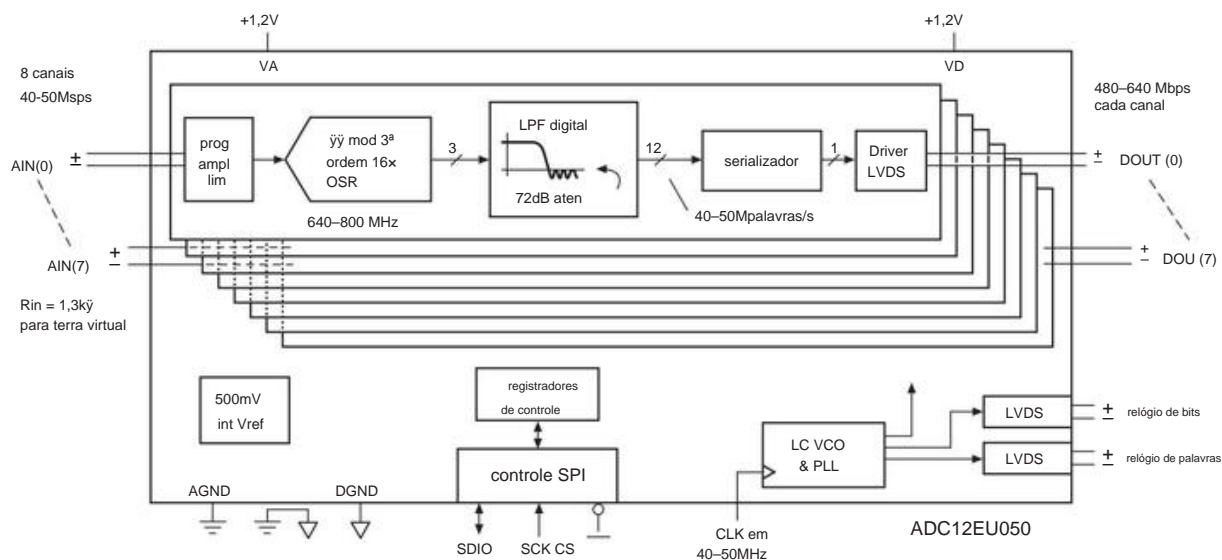 +1,2V
+1,2V
VA
VD
8 canais
40-50Msps
480–640 Mbps
cada canal
prog
ampl
lim
ÿÿ mod 3ª
ordem 16×
OSR
3
LPF digital
72dB aten
12
serializador
1
Driver
LVDS
±
AIN(0)
±
DOUT (0)
640–800 MHz
40–50Mpalavras/s
±
AIN(7)
±
DOU (7)
Rin = 1,3kÿ
para terra virtual
500mV
int Vref
registradores
de controle
controle SPI
LC VCO
& PLL
LVDS
± relógio de bits
LVDS
± relógio de palavras
AGND
DGND
SDIO
SCK CS
CLK em
40–50MHz
ADC12EU050